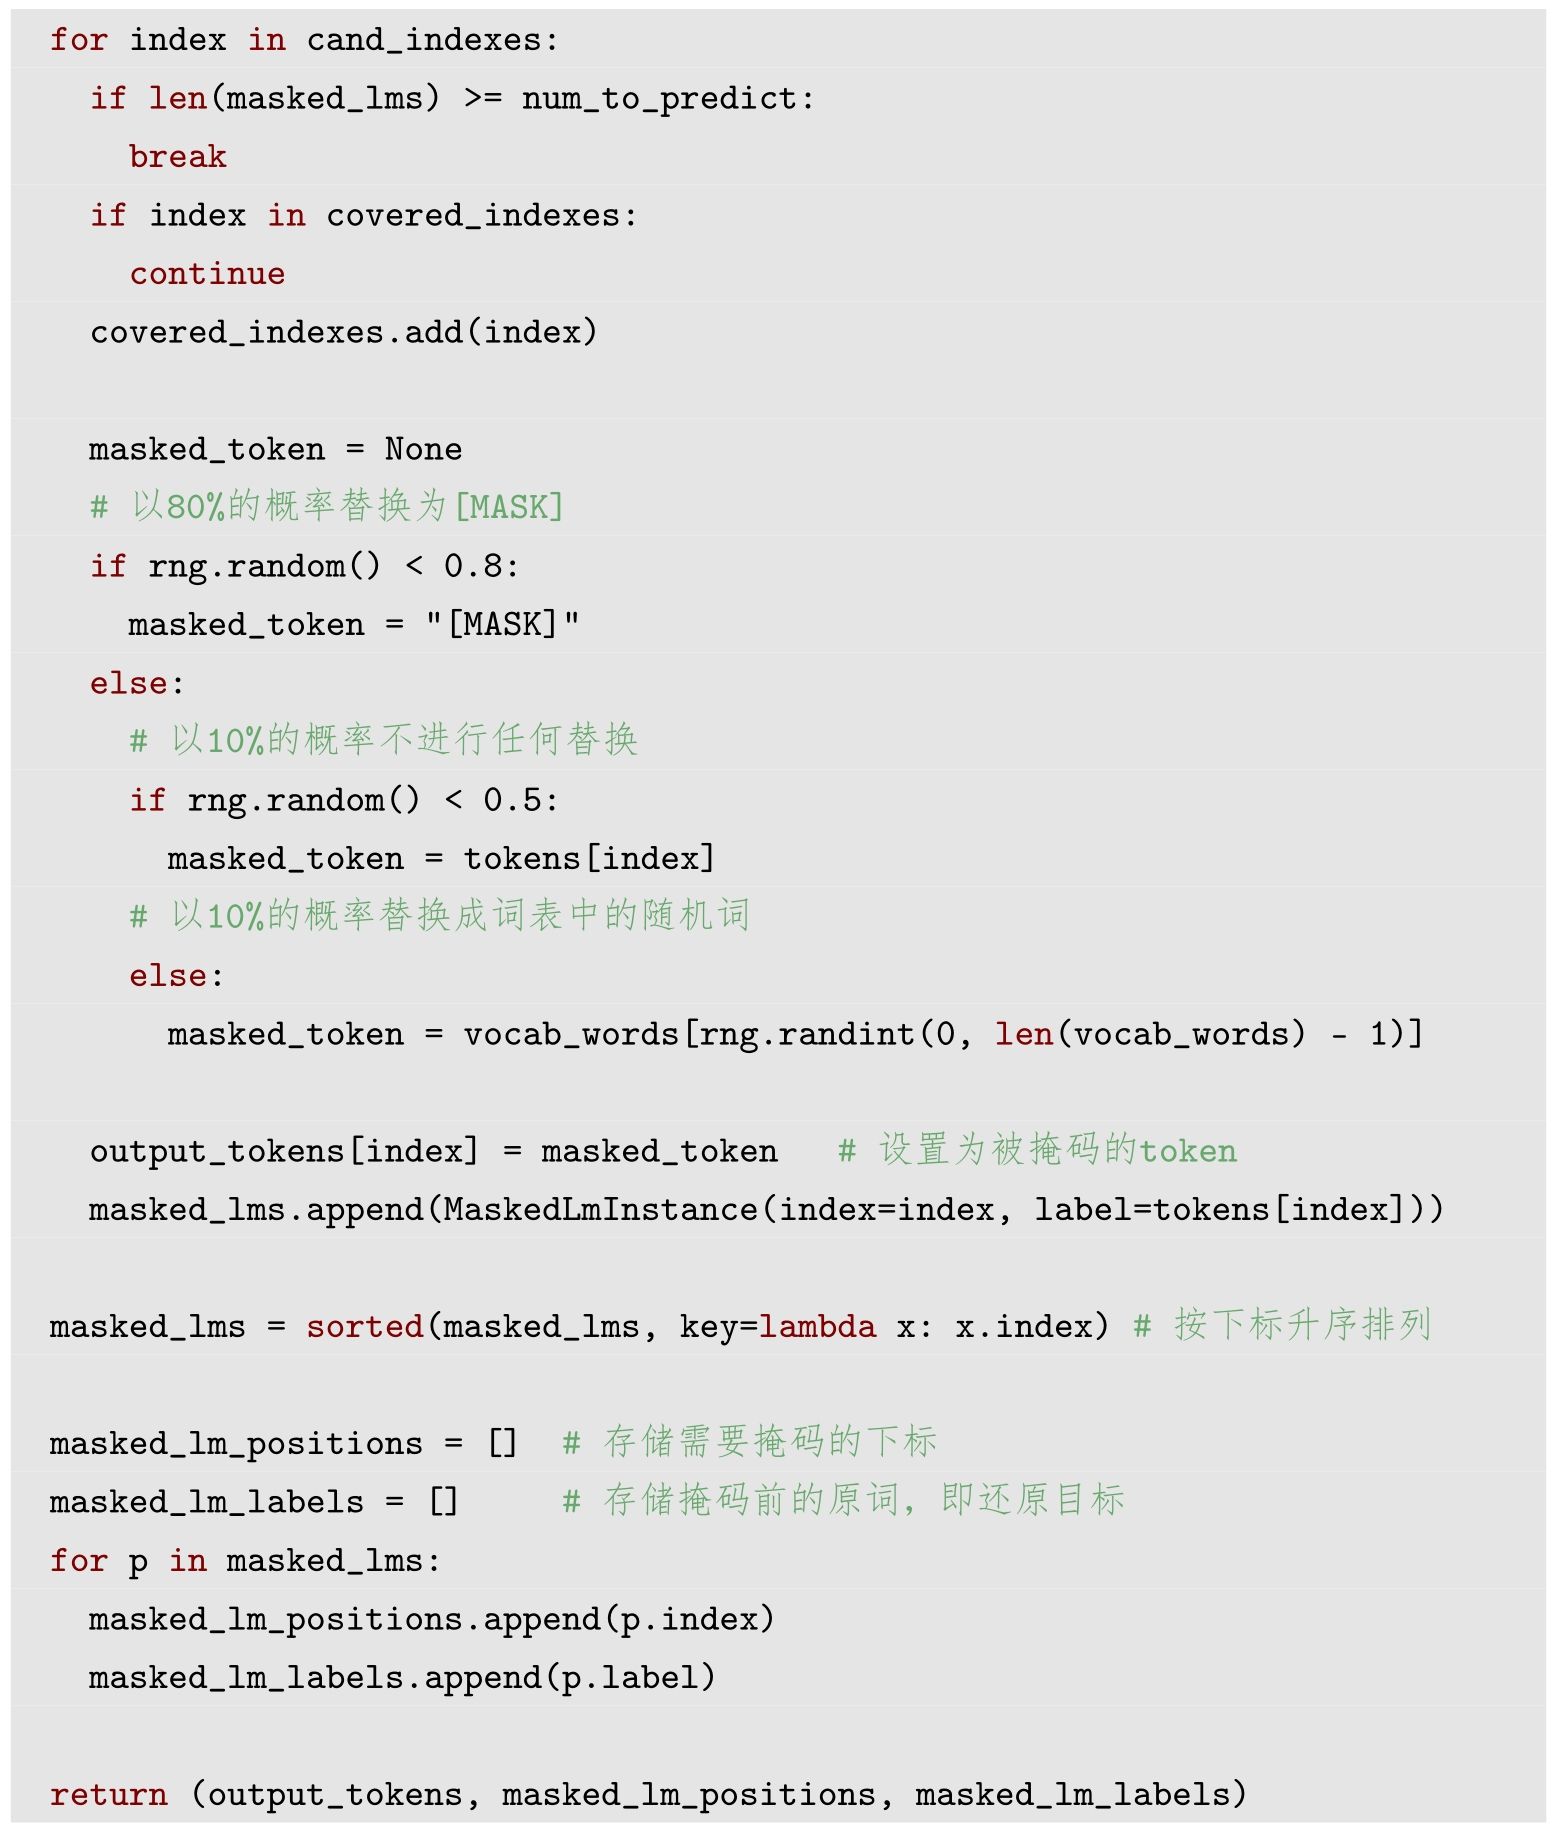 for index in cand_indexes:
  if len(masked_lms) >= num_to_predict:
    break
  if index in covered_indexes:
    continue
  covered_indexes.add(index)

  masked_token = None
  # 以80%的概率替换为[MASK]
  if rng.random() < 0.8:
    masked_token = "[MASK]"
  else:
    # 以10%的概率不进行任何替换
    if rng.random() < 0.5:
      masked_token = tokens[index]
    # 以10%的概率替换成词表中的随机词
    else:
      masked_token = vocab_words[rng.randint(0, len(vocab_words) - 1)]

  output_tokens[index] = masked_token   # 设置为被掩码的token
  masked_lms.append(MaskedLmInstance(index=index, label=tokens[index]))

masked_lms = sorted(masked_lms, key=lambda x: x.index) # 按下标升序排列

masked_lm_positions = []  # 存储需要掩码的下标
masked_lm_labels = []     # 存储掩码前的原词，即还原目标
for p in masked_lms:
  masked_lm_positions.append(p.index)
  masked_lm_labels.append(p.label)

return (output_tokens, masked_lm_positions, masked_lm_labels)